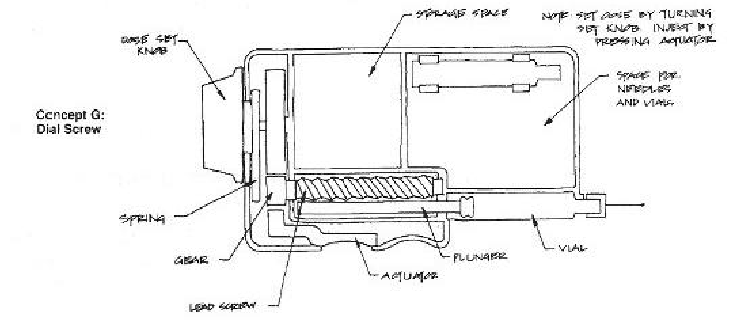 STORAGE SPACE
NOTE: SET DOSE BY TURNING
SET KNOB. INJECT BY
PRESSING ACTUATOR
DOSE SET
KNOB
SPACE FOR
NEEDLES
AND VIALS
Concept G:
Dial Screw
SPRING
GEAR
LEAD SCREW
ACTUATOR
PLUNGER
VIAL